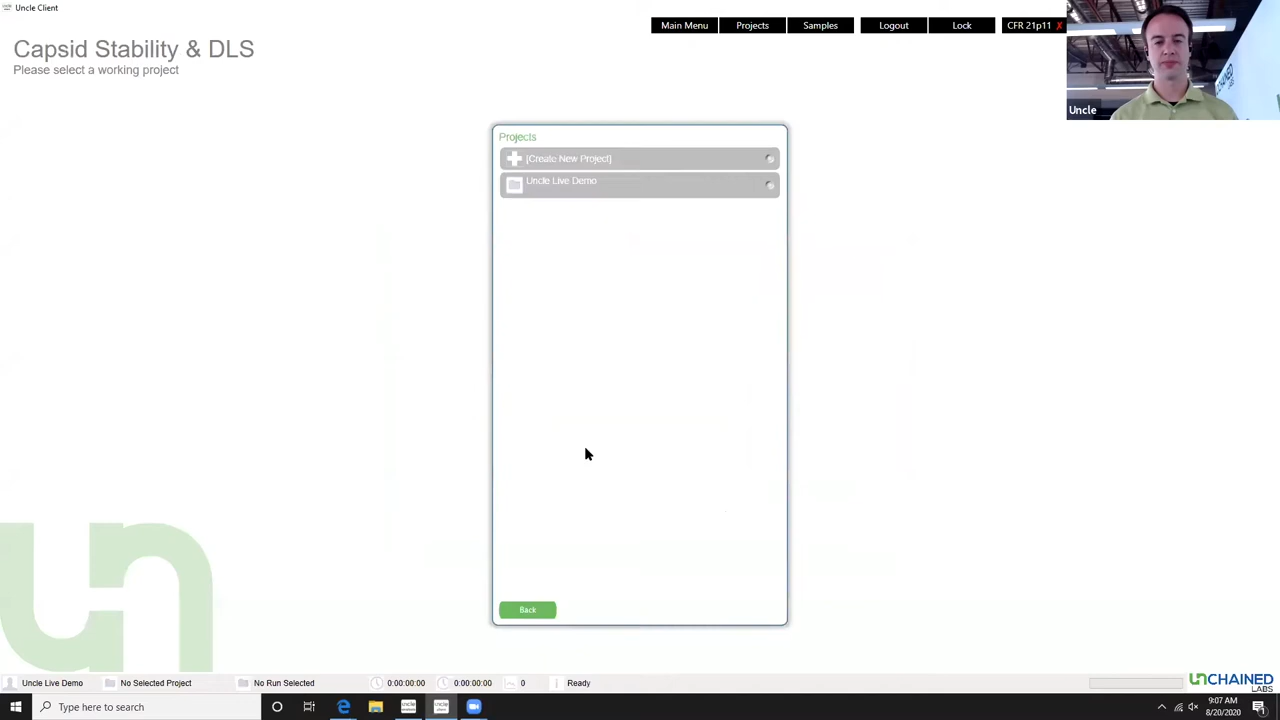 Uncle Client
Main Menu
Projects
Samples
Logout
Lock
CFR 21p11
Capsid Stability & DLS
Please select a working project
Uncle
Projects
[Create New Project]
Uncle Live Demo
Back
Uncle Live Demo
No Selected Project
No Run Selected
0:00:00:00
0:00:00:00
0
Ready
UNCHAINED
LABS
Type here to search
9:07 AM
8/20/2020